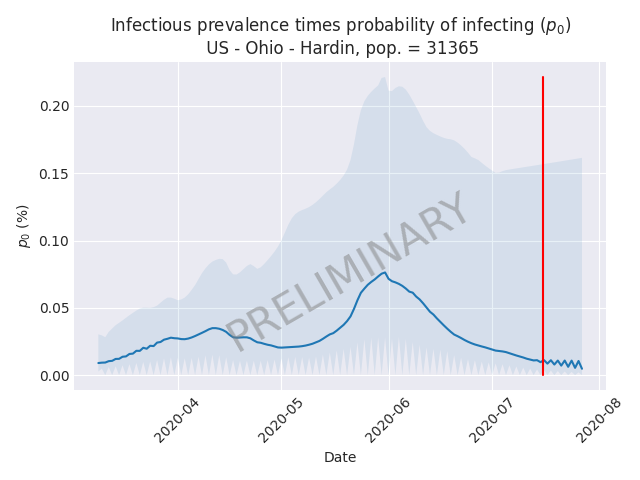 Infectious prevalence times probability of infecting (p₀)
US - Ohio - Hardin, pop. = 31365
p₀ (%)
0.20
0.15
0.10
0.05
0.00
PRELIMINARY
2020-04
2020-05
2020-06
2020-07
2020-08
Date